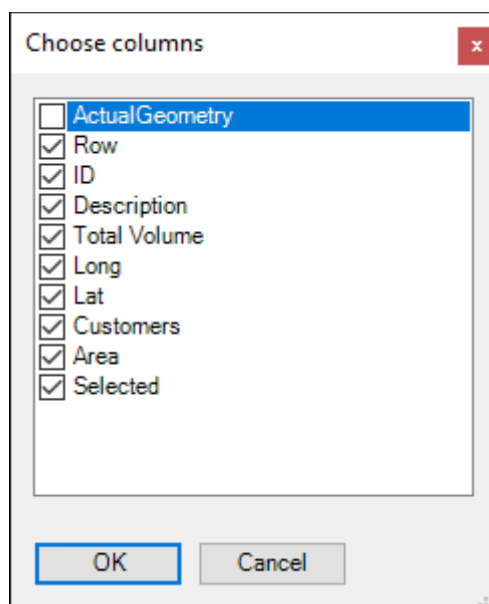 Choose columns
x
ActualGeometry
Row
ID
Description
Total Volume
Long
Lat
Customers
Area
Selected
OK
Cancel